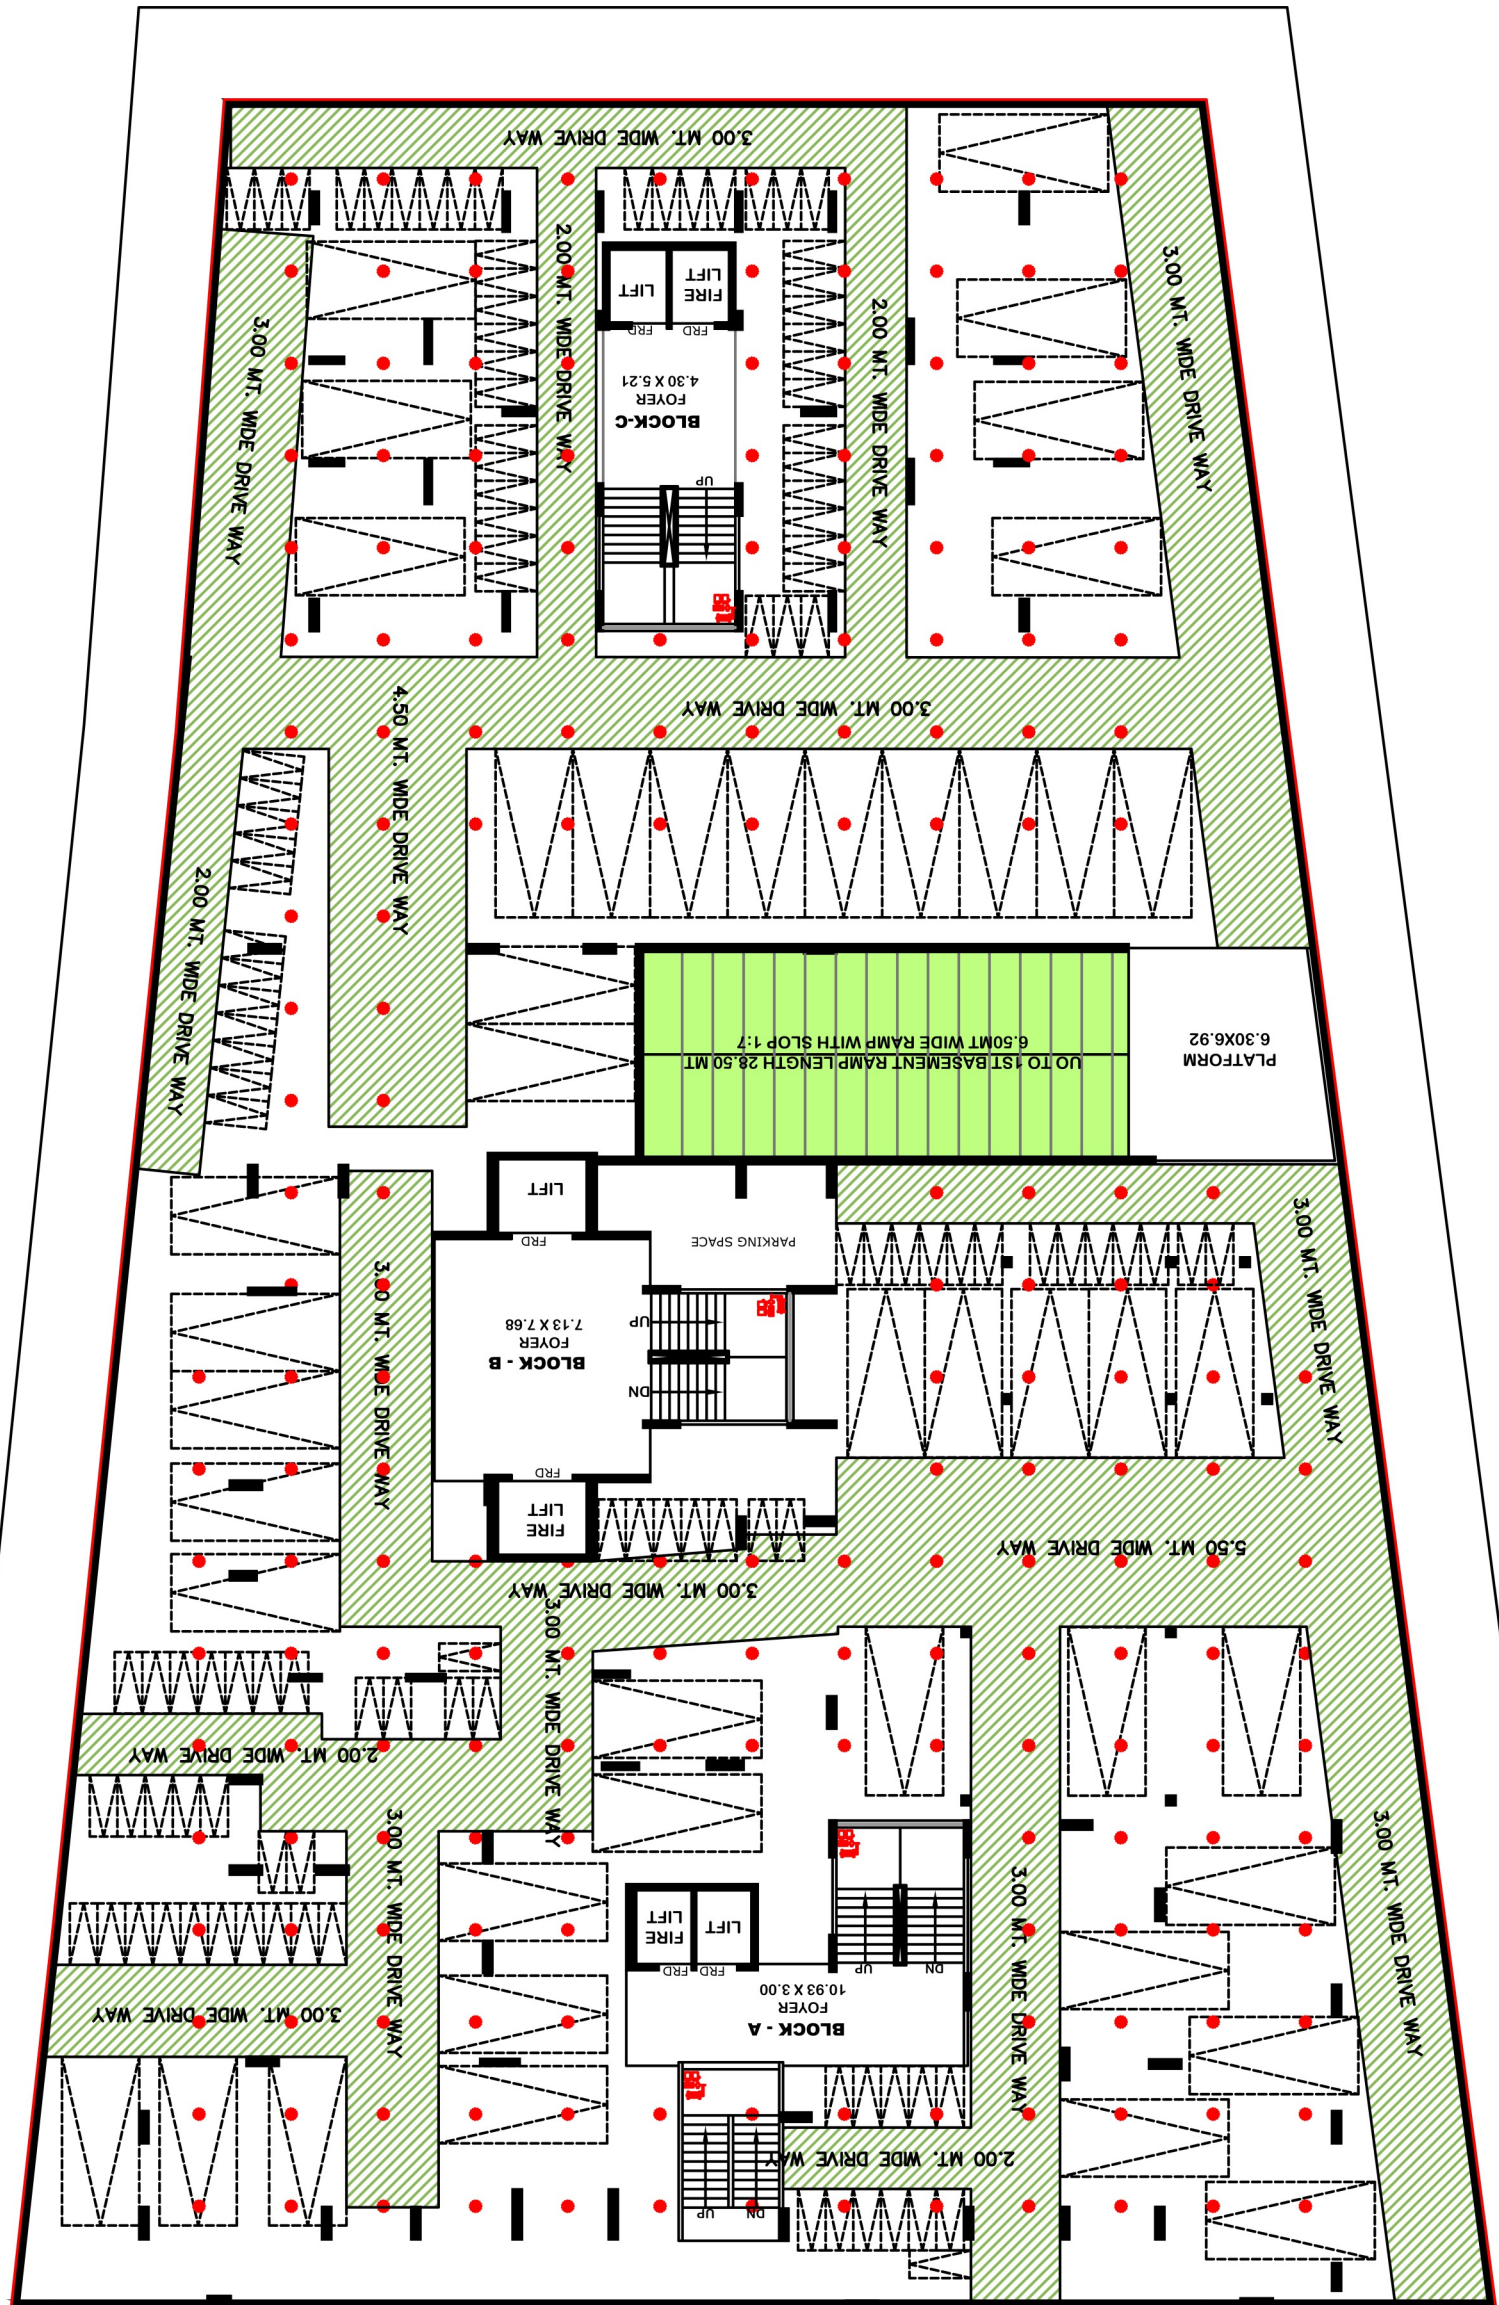 3.00 MT. WIDE DRIVE WAY
2.00 MT. WIDE DRIVE WAY
LIFT
FIRE
LIFT
FRD
FRD
BLOCK-C
FOYER
4.30 X 5.21
UP
2.00 MT. WIDE DRIVE WAY
3.00 MT. WIDE DRIVE WAY
3.00 MT. WIDE DRIVE WAY
4.50 MT. WIDE DRIVE WAY
3.00 MT. WIDE DRIVE WAY
2.00 MT. WIDE DRIVE WAY
UO TO 1ST BASEMENT RAMP LENGTH 28.50 MT
6.50MT WIDE RAMP WITH SLOP 1:7
PLATFORM
6.30X6.92
LIFT
FRD
PARKING SPACE
3.00 MT. WIDE DRIVE WAY
3.00 MT. WIDE DRIVE WAY
BLOCK - B
FOYER
7.13 X 7.68
UP
DN
FRD
FIRE
LIFT
5.50 MT. WIDE DRIVE WAY
3.00 MT. WIDE DRIVE WAY
3.00 MT. WIDE DRIVE WAY
2.00 MT. WIDE DRIVE WAY
3.00 MT. WIDE DRIVE WAY
3.00 MT. WIDE DRIVE WAY
3.00 MT. WIDE DRIVE WAY
FIRE
LIFT
LIFT
FRD
FRD
UP
DN
BLOCK - A
FOYER
10.93 X 3.00
3.00 MT. WIDE DRIVE WAY
2.00 MT. WIDE DRIVE WAY
UP
DN